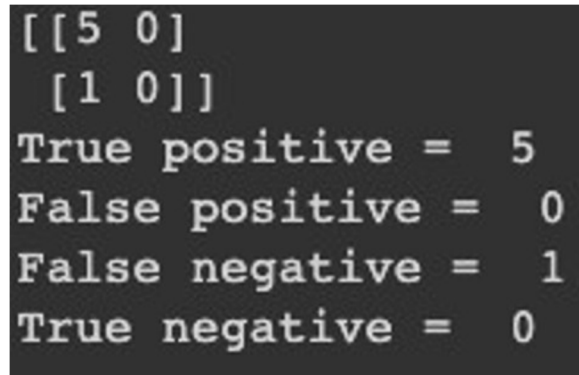 [[5 0]
 [1 0]]
True positive =  5
False positive =  0
False negative =  1
True negative =  0